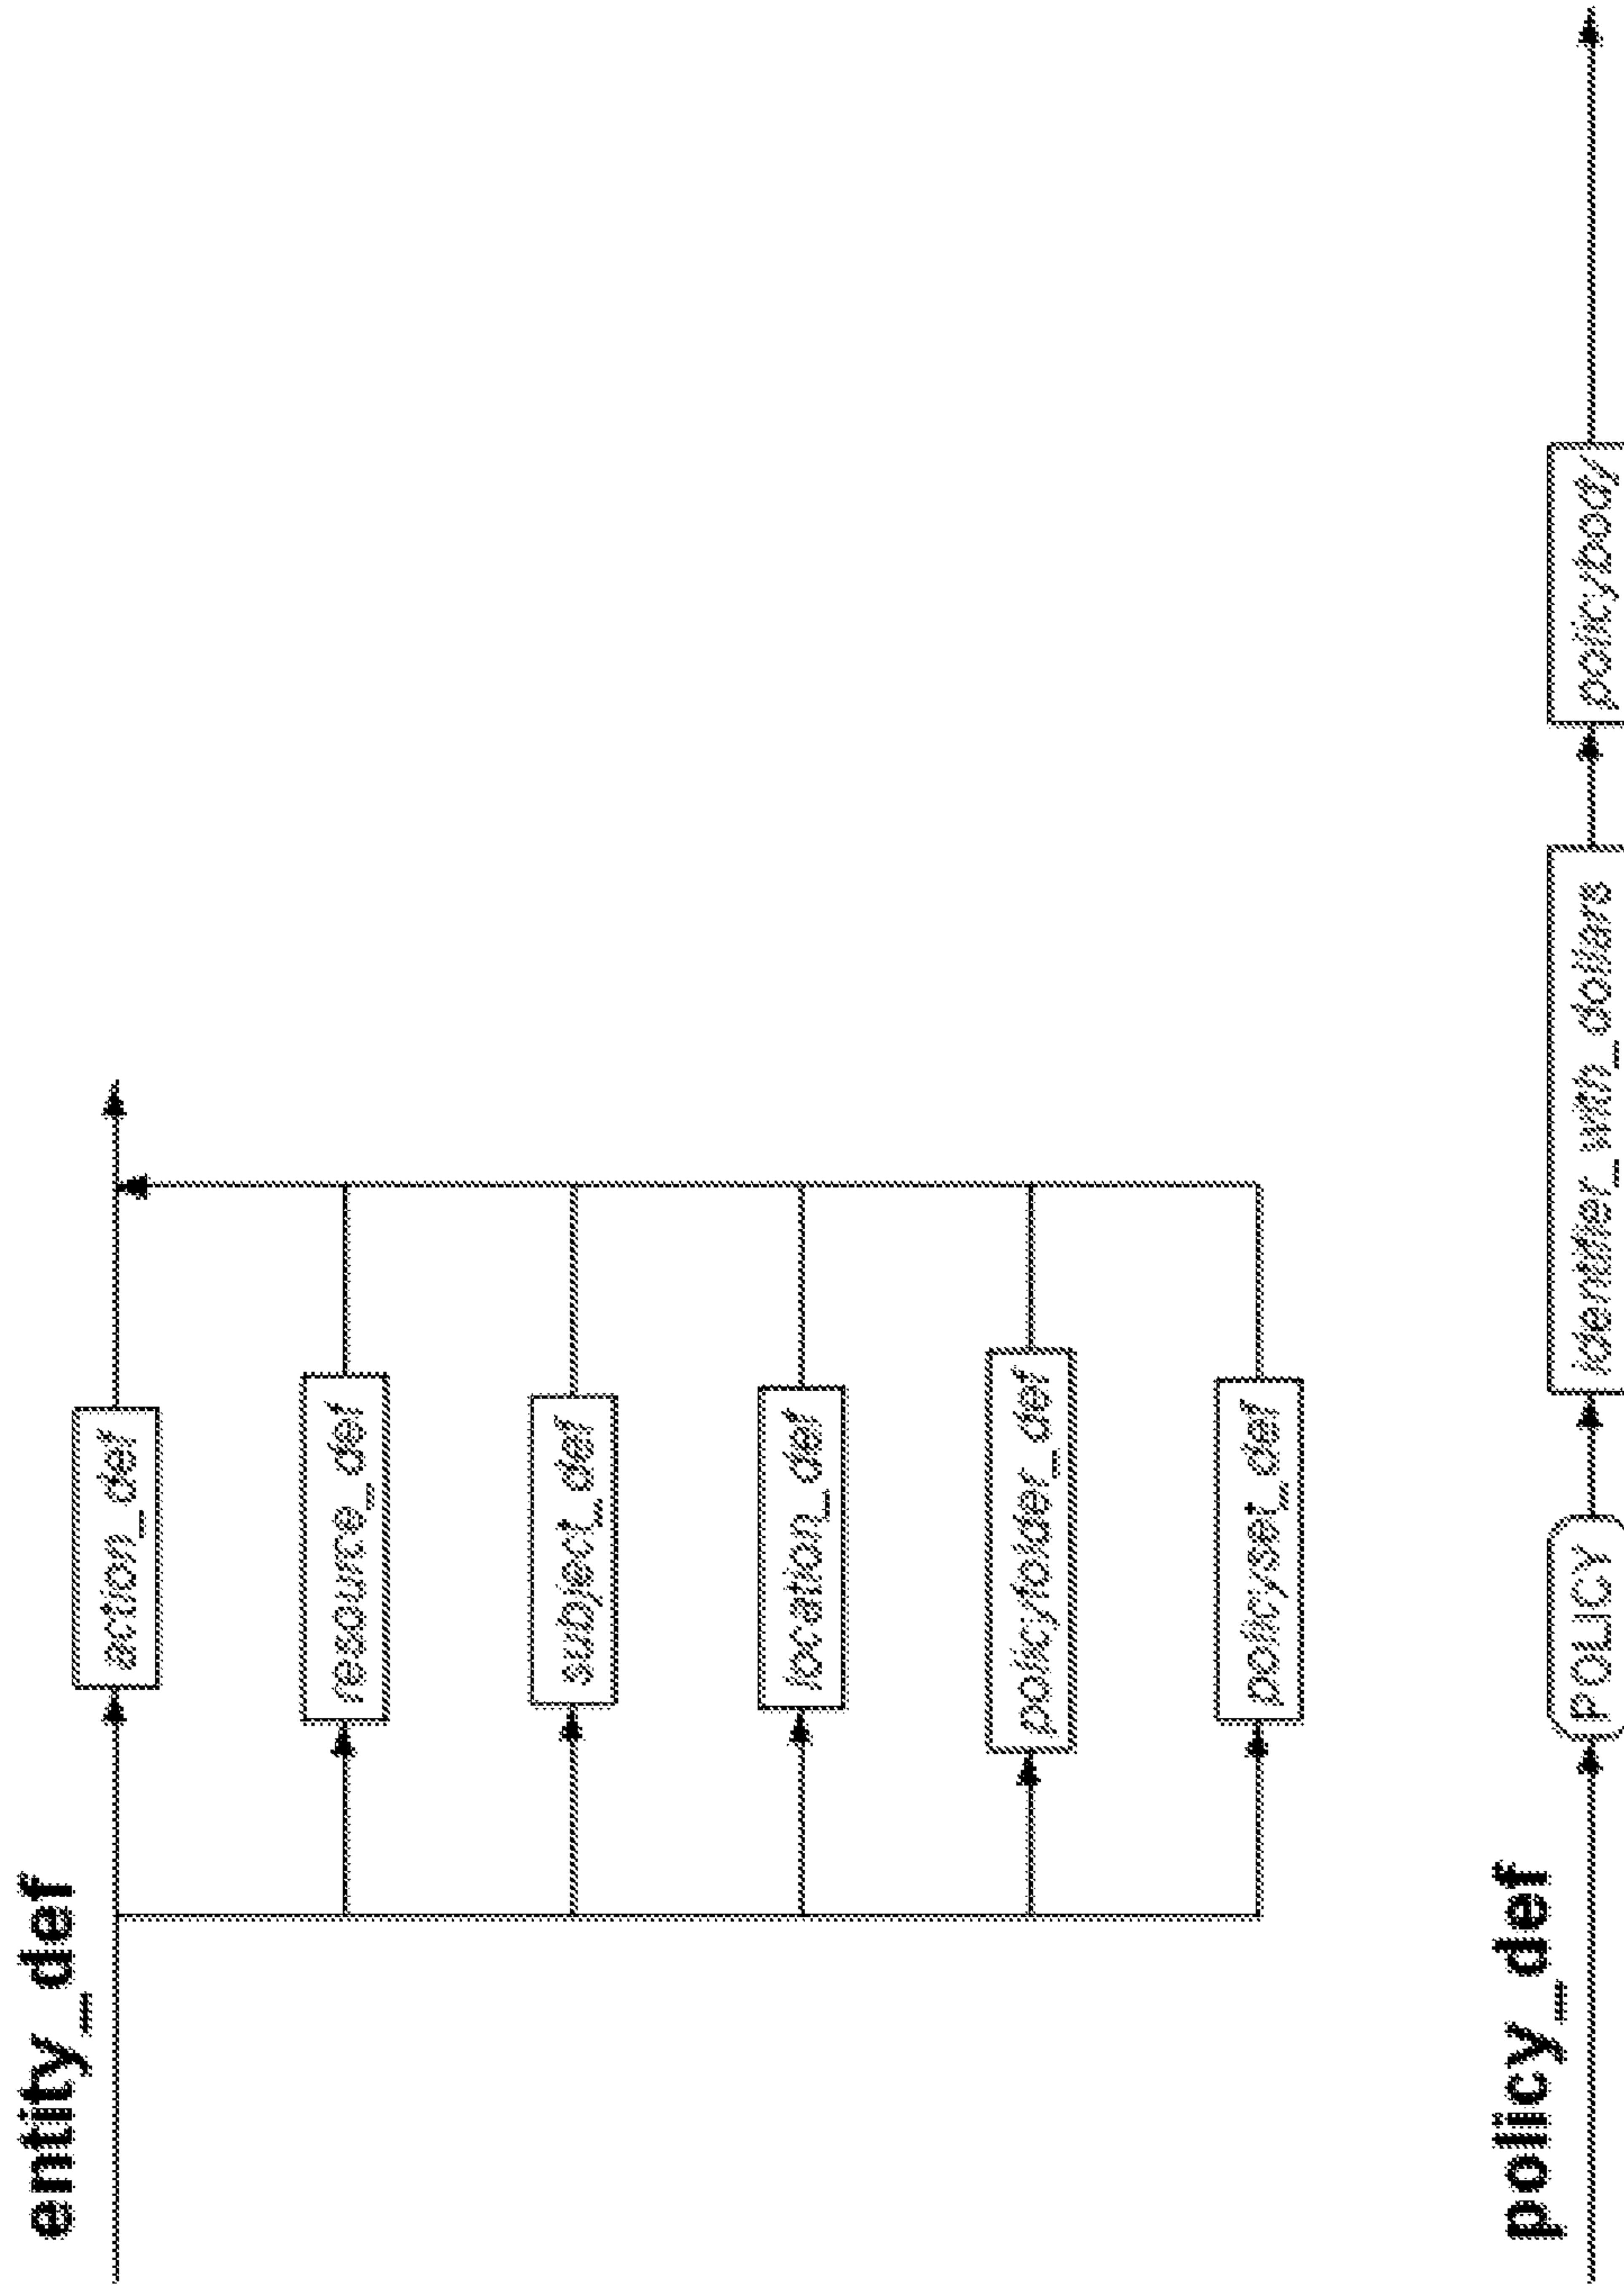 entity_def
action_def
resource_def
subject_def
location_def
policyfolder_def
policyset_def
policy_def
POLICY
identifier_with_dollars
policybody